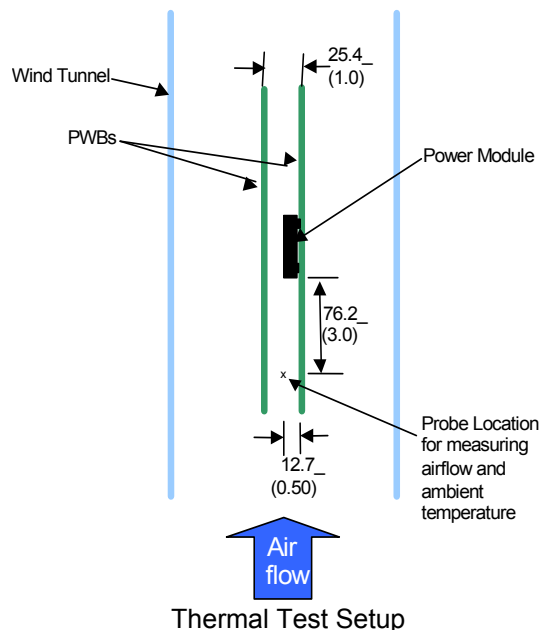 25.4_
(1.0)
Wind Tunnel
PWBs
Power Module
76.2_
(3.0)
x
Probe Location
for measuring
airflow and
ambient
temperature
12.7_
(0.50)
Air
flow
Thermal Test Setup